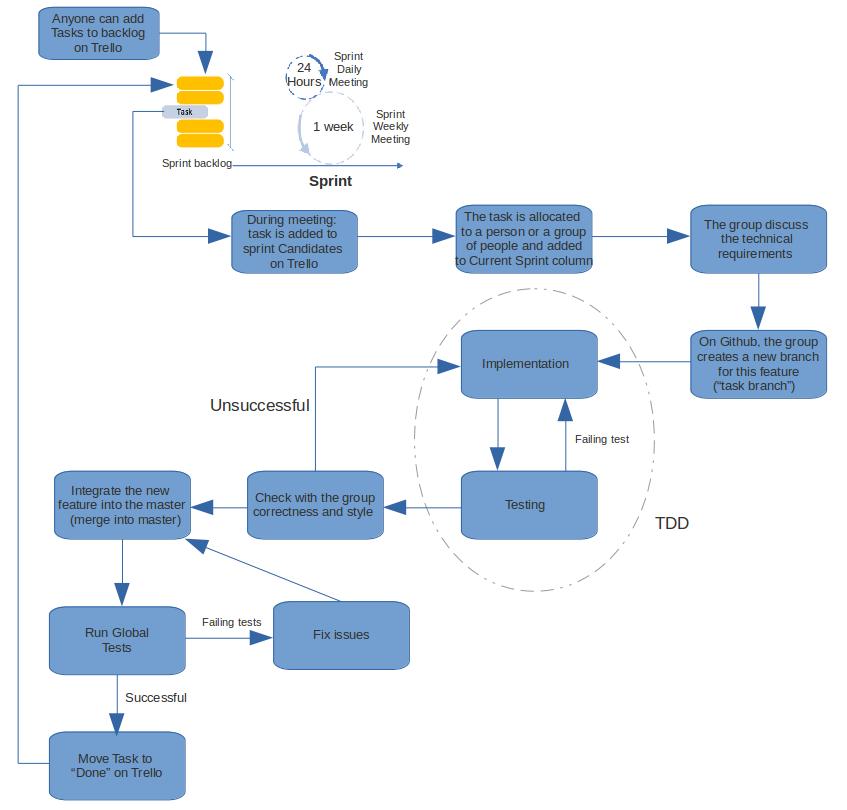 Anyone can add
Tasks to backlog
on Trello
24
Hours
Sprint
Daily
Meeting
Task
1 week
Sprint
Weekly
Meeting
Sprint backlog
Sprint
During meeting:
task is added to
sprint Candidates
on Trello
The task is allocated
to a person or a group
of people and added
to Current Sprint column
The group discuss
the technical
requirements
On Github, the group
creates a new branch
for this feature
(“task branch”)
Implementation
Unsuccessful
Failing test
Integrate the new
feature into the master
(merge into master)
Check with the group
correctness and style
Testing
TDD
Run Global
Tests
Failing tests
Fix issues
Successful
Move Task to
“Done” on Trello